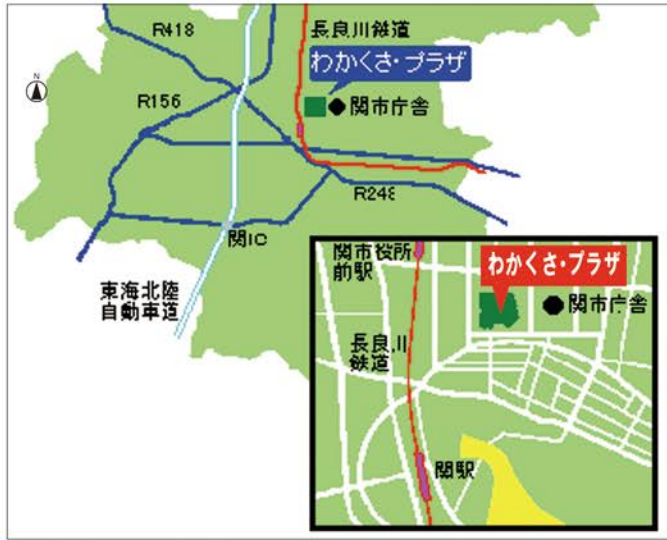 R418
長良川鉄道
わかくさ・プラザ
N
R156
関市庁舎
R248
関IC
東海北陸
自動車道
関市役所
前駅
わかくさ・プラザ
関市庁舎
長良川
鉄道
関駅